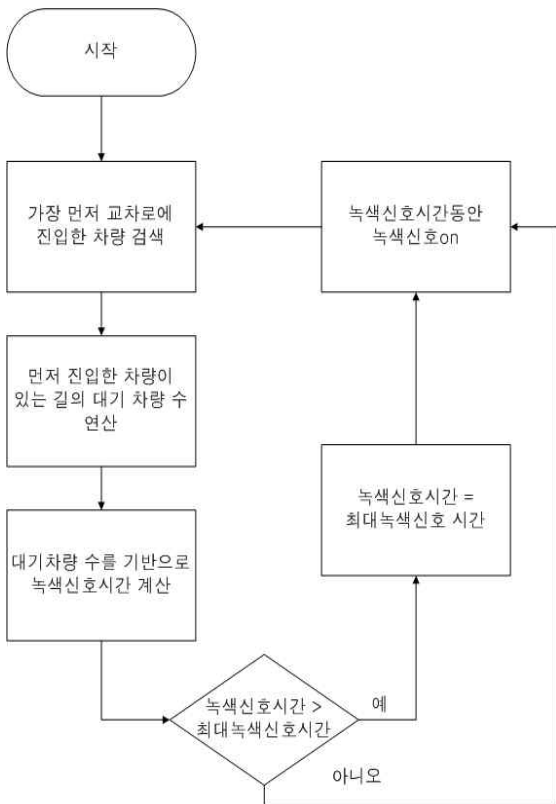 시작
가장 먼저 교차로에
진입한 차량 검색
녹색신호시간동안
녹색신호on
먼저 진입한 차량이
있는 길의 대기 차량 수
연산
녹색신호시간 =
최대녹색신호 시간
대기차량 수를 기반으로
녹색신호시간 계산
녹색신호시간 >
최대녹색신호시간
예
아니오